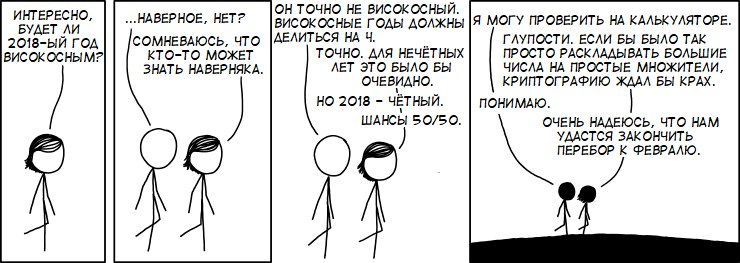 ИНТЕРЕСНО,
БУДЕТ ЛИ
2018-ЫЙ ГОД
ВИСОКОСНЫМ?
...НАВЕРНОЕ, НЕТ?
СОМНЕВАЮСЬ, ЧТО
КТО-ТО МОЖЕТ
ЗНАТЬ НАВЕРНЯКА.
ОН ТОЧНО НЕ ВИСОКОСНЫЙ.
ВИСОКОСНЫЕ ГОДЫ ДОЛЖНЫ
ДЕЛИТЬСЯ НА 4.
ТОЧНО. ДЛЯ НЕЧЁТНЫХ
ЛЕТ ЭТО БЫЛО БЫ
ОЧЕВИДНО.
НО 2018 - ЧЁТНЫЙ.
ШАНСЫ 50/50.
Я МОГУ ПРОВЕРИТЬ НА КАЛЬКУЛЯТОРЕ.
ГЛУПОСТИ. ЕСЛИ БЫ БЫЛО ТАК
ПРОСТО РАСКЛАДЫВАТЬ БОЛЬШИЕ
ЧИСЛА НА ПРОСТЫЕ МНОЖИТЕЛИ,
КРИПТОГРАФИЮ ЖДАЛ БЫ КРАХ.
ПОНИМАЮ.
ОЧЕНЬ НАДЕЮСЬ, ЧТО НАМ
УДАСТСЯ ЗАКОНЧИТЬ
ПЕРЕБОР К ФЕВРАЛЮ.